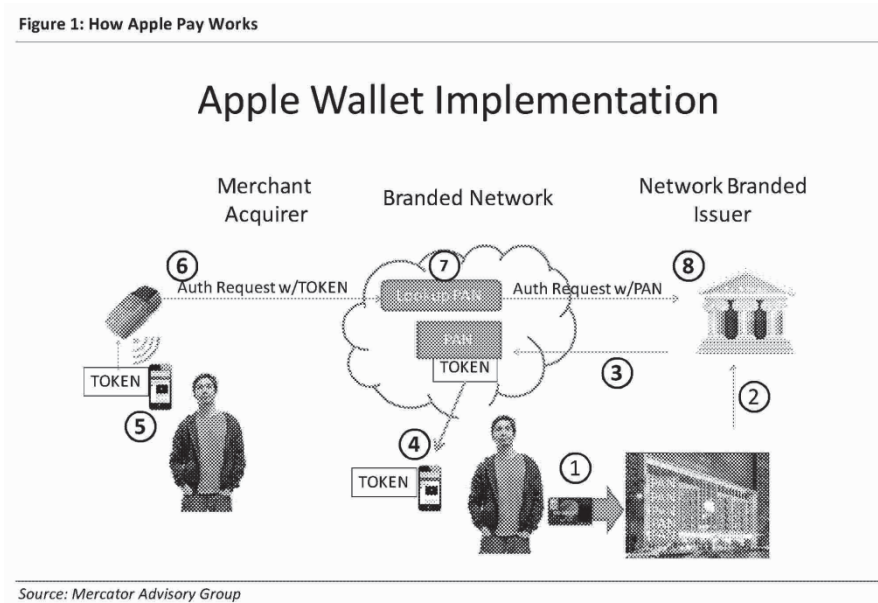 Figure 1: How Apple Pay Works
Apple Wallet Implementation
Merchant
Acquirer
Branded Network
Network Branded
Issuer
6
7
8
Auth Request w/TOKEN
Lookup PAN
Auth Request w/PAN
PAN
TOKEN
3
2
TOKEN
5
4
1
TOKEN
Source: Mercator Advisory Group